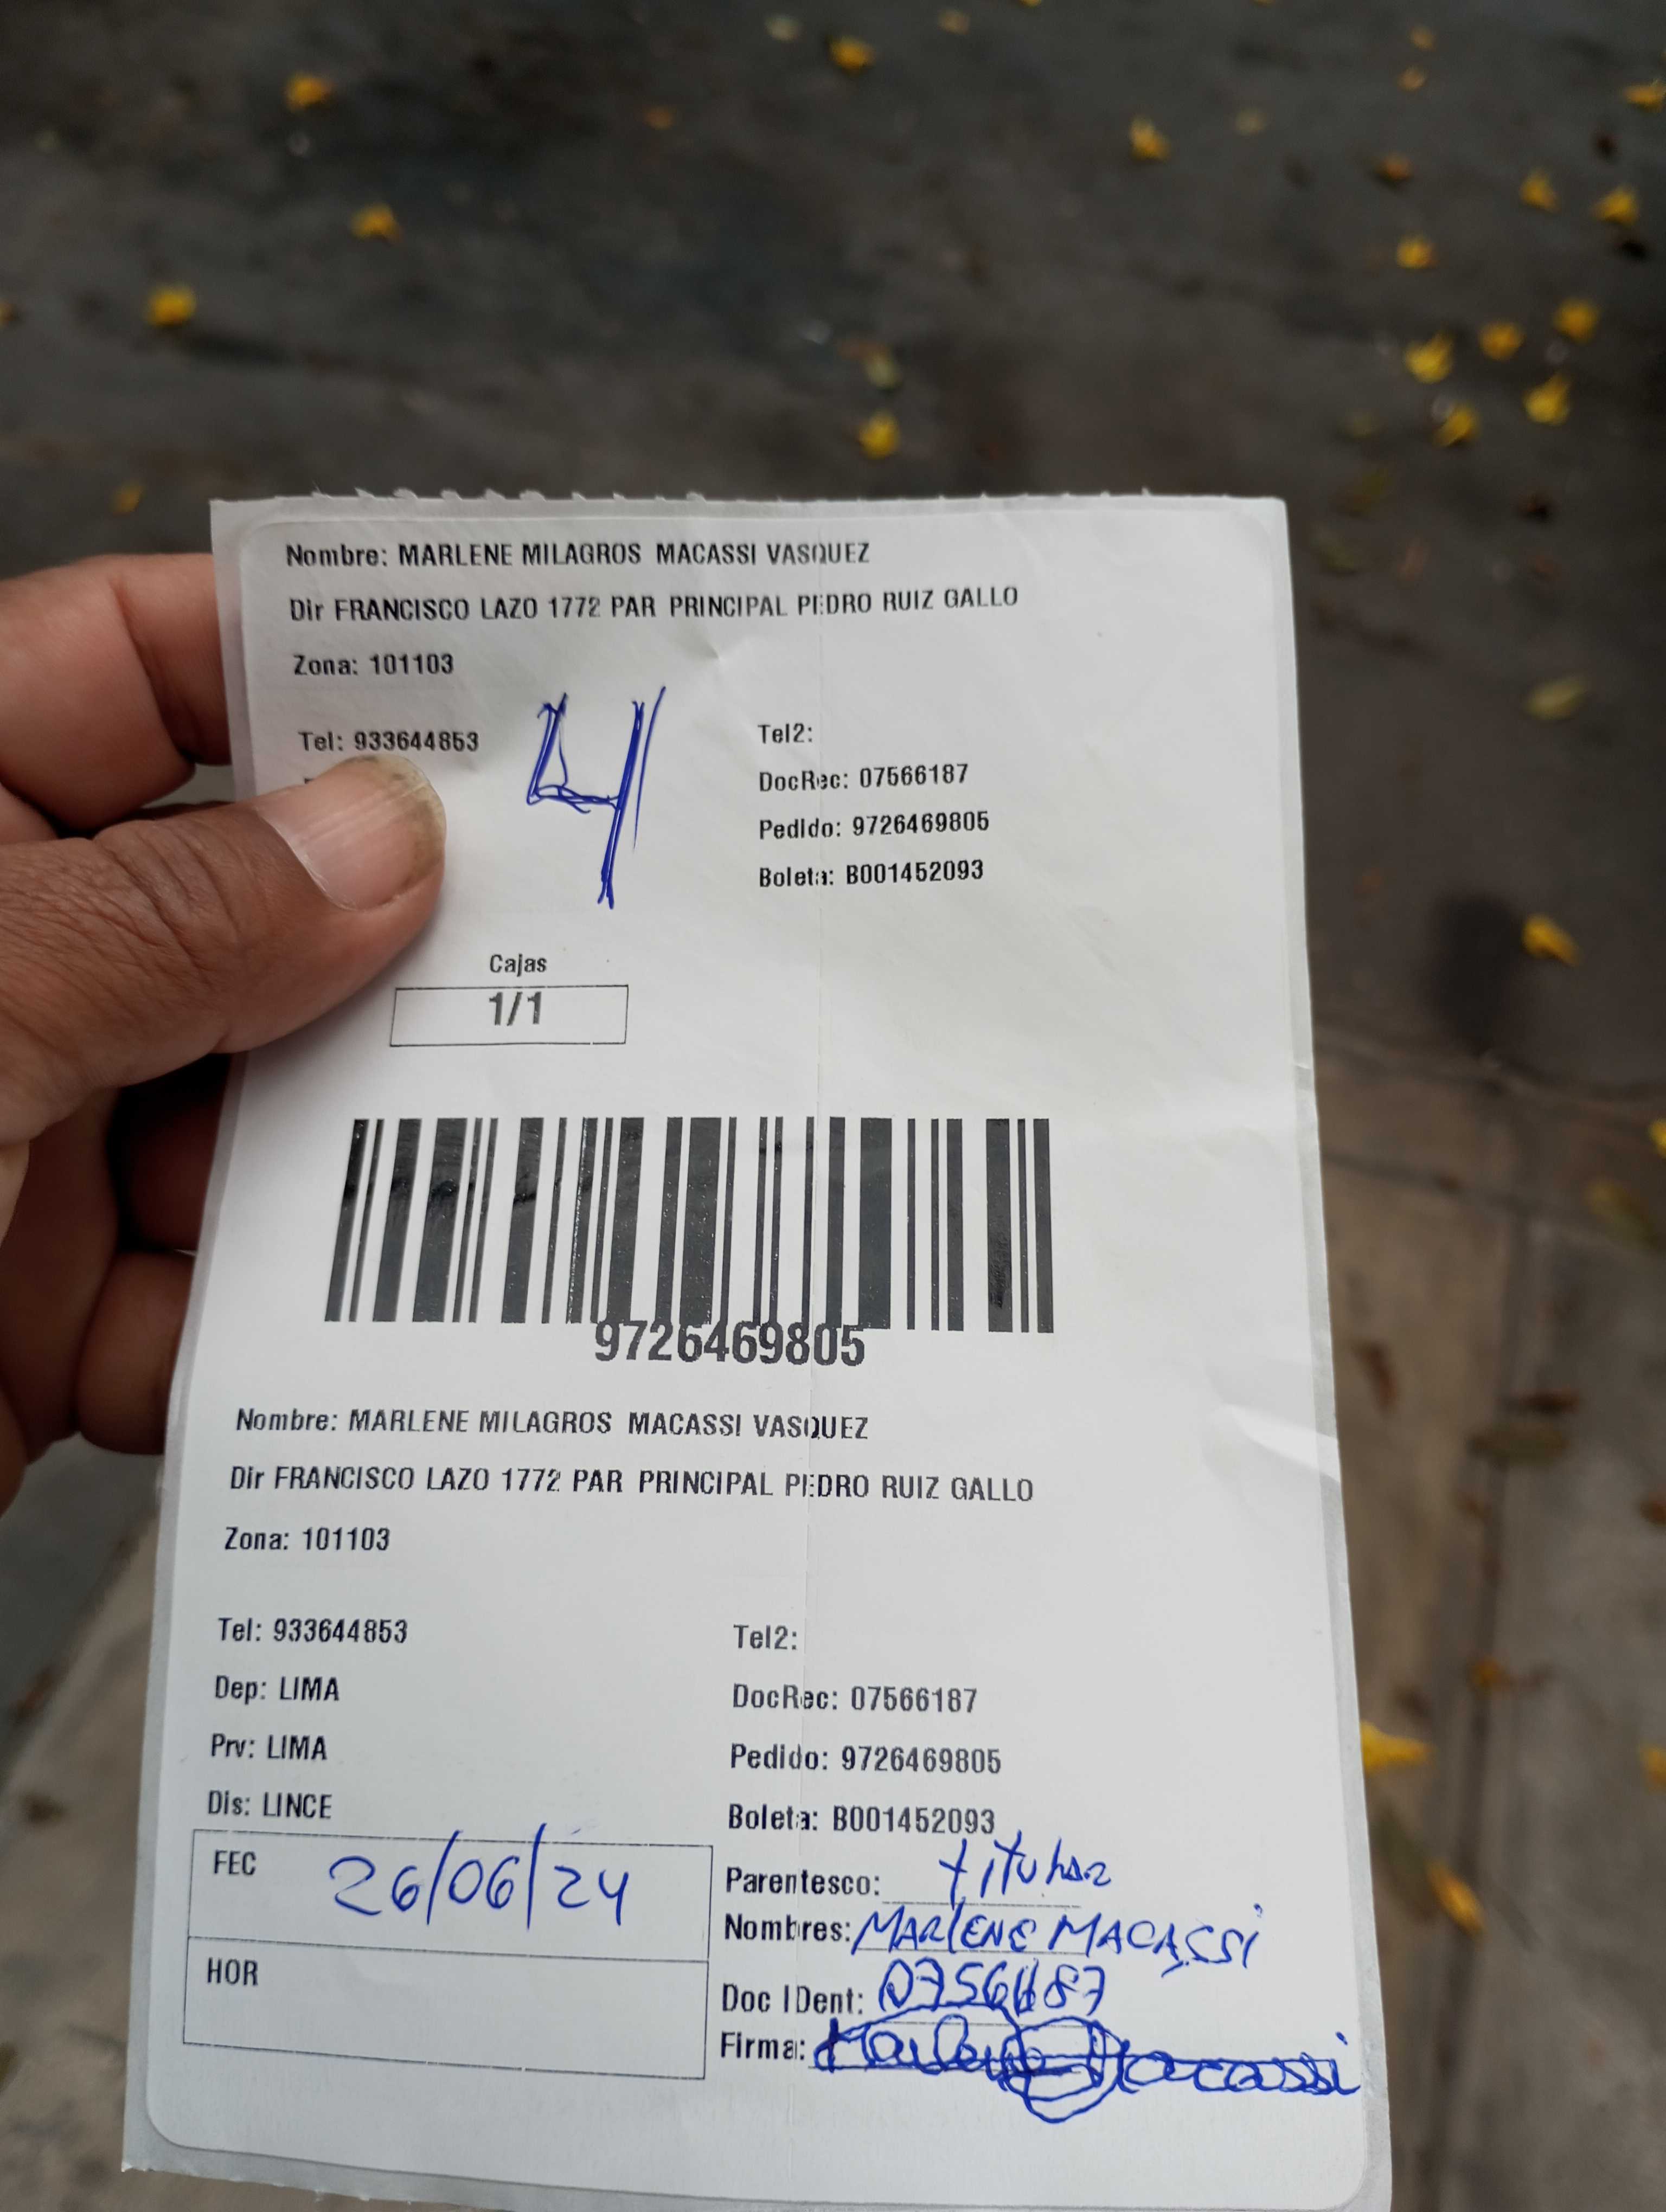 Nombre: MARLENE MILAGROS MACASSI VASQUEZ
Dir FRANCISCO LAZO 1772 PAR PRINCIPAL PEDRO RUIZ GALLO
Zona: 101103
4
Tel: 933644853
Tel2:
DocRec: 07566187
Pedido: 9726469805
Boleta: B001452093
Cajas
1/1
9726469805
Nombre: MARLENE MILAGROS MACASSI VASQUEZ
Dir FRANCISCO LAZO 1772 PAR PRINCIPAL PEDRO RUIZ GALLO
Zona: 101103
Tel: 933644853
Tel2:
Dep: LIMA
DocRec: 07566187
Prv: LIMA
Pedido: 9726469805
Dis: LINCE
Boleta: B001452093
FEC 26/06/24
Parentesco: titular
Nombres: MARLENE MACASSI
HOR
Doc IDent: 07566187
Firma: Marlene Macassi